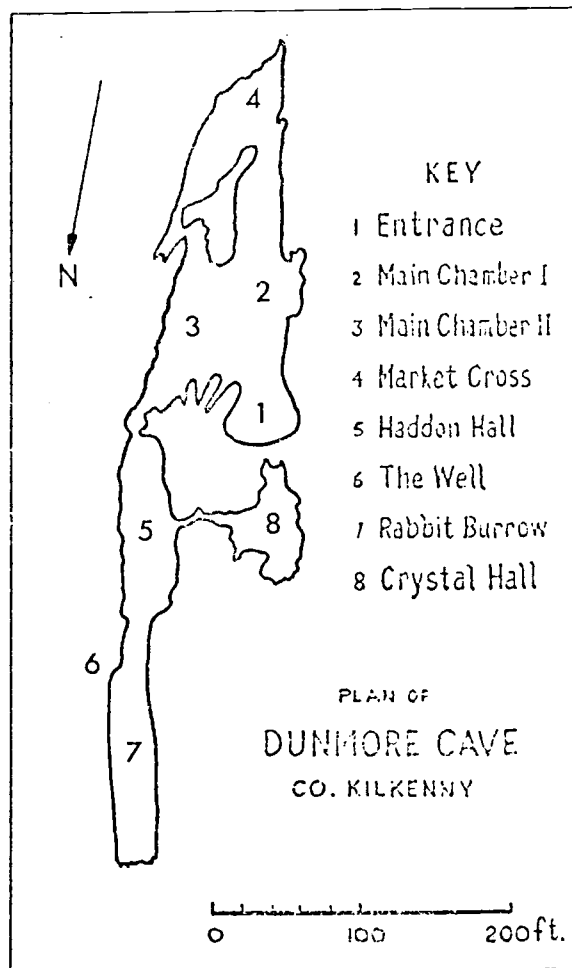 4
N
2
3
1
5
8
6
7
KEY
1 Entrance
2 Main Chamber I
3 Main Chamber II
4 Market Cross
5 Haddon Hall
6 The Well
7 Rabbit Burrow
8 Crystal Hall
PLAN OF
DUNMORE CAVE
CO. KILKENNY
0 100 200ft.